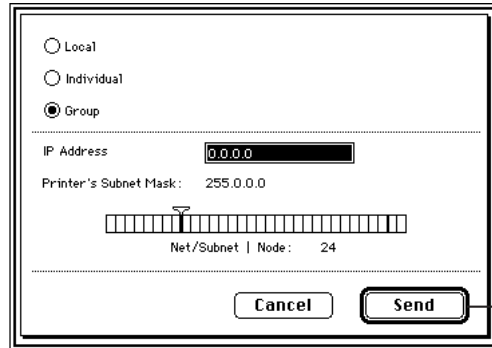 Local
Individual
Group
IP Address 0.0.0.0
Printer's Subnet Mask: 255.0.0.0
Net/Subnet | Node: 24
Cancel Send